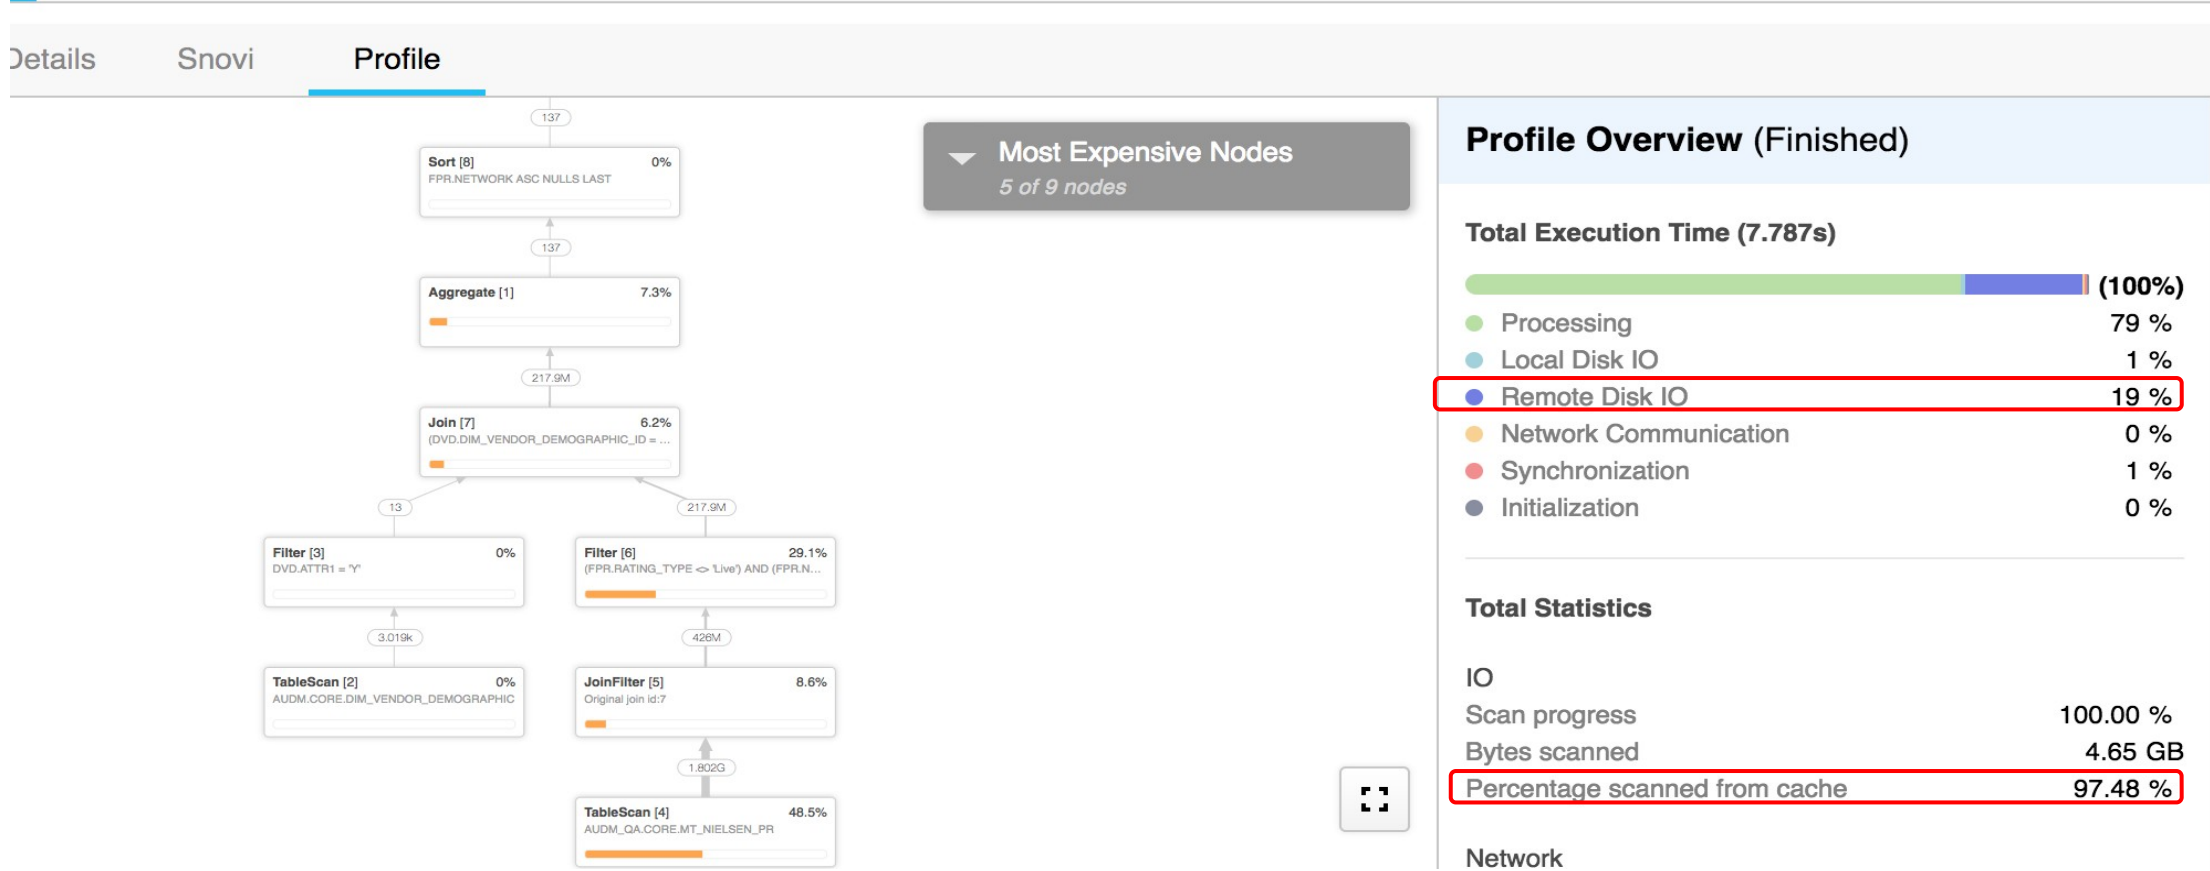 Details Snovi Profile
137
Sort [8] 0%
FPR.NETWORK ASC NULLS LAST
137
Aggregate [1] 7.3%
217.9M
Join [7] 6.2%
(DVD.DIM_VENDOR_DEMOGRAPHIC_ID = ...
13 217.9M
Filter [3] 0%
DVD.ATTR1 = 'Y'
Filter [6] 29.1%
(FPR.RATING_TYPE <> 'Live') AND (FPR.N...
3.019k 426M
TableScan [2] 0%
AUDM.CORE.DIM_VENDOR_DEMOGRAPHIC
JoinFilter [5] 8.6%
Original join id:7
1.802G
TableScan [4] 48.5%
AUDM_QA.CORE.MT_NIELSEN_PR
Most Expensive Nodes
5 of 9 nodes
Profile Overview (Finished)
Total Execution Time (7.787s)
(100%)
Processing 79 %
Local Disk IO 1 %
Remote Disk IO 19 %
Network Communication 0 %
Synchronization 1 %
Initialization 0 %
Total Statistics
IO
Scan progress 100.00 %
Bytes scanned 4.65 GB
Percentage scanned from cache 97.48 %
Network